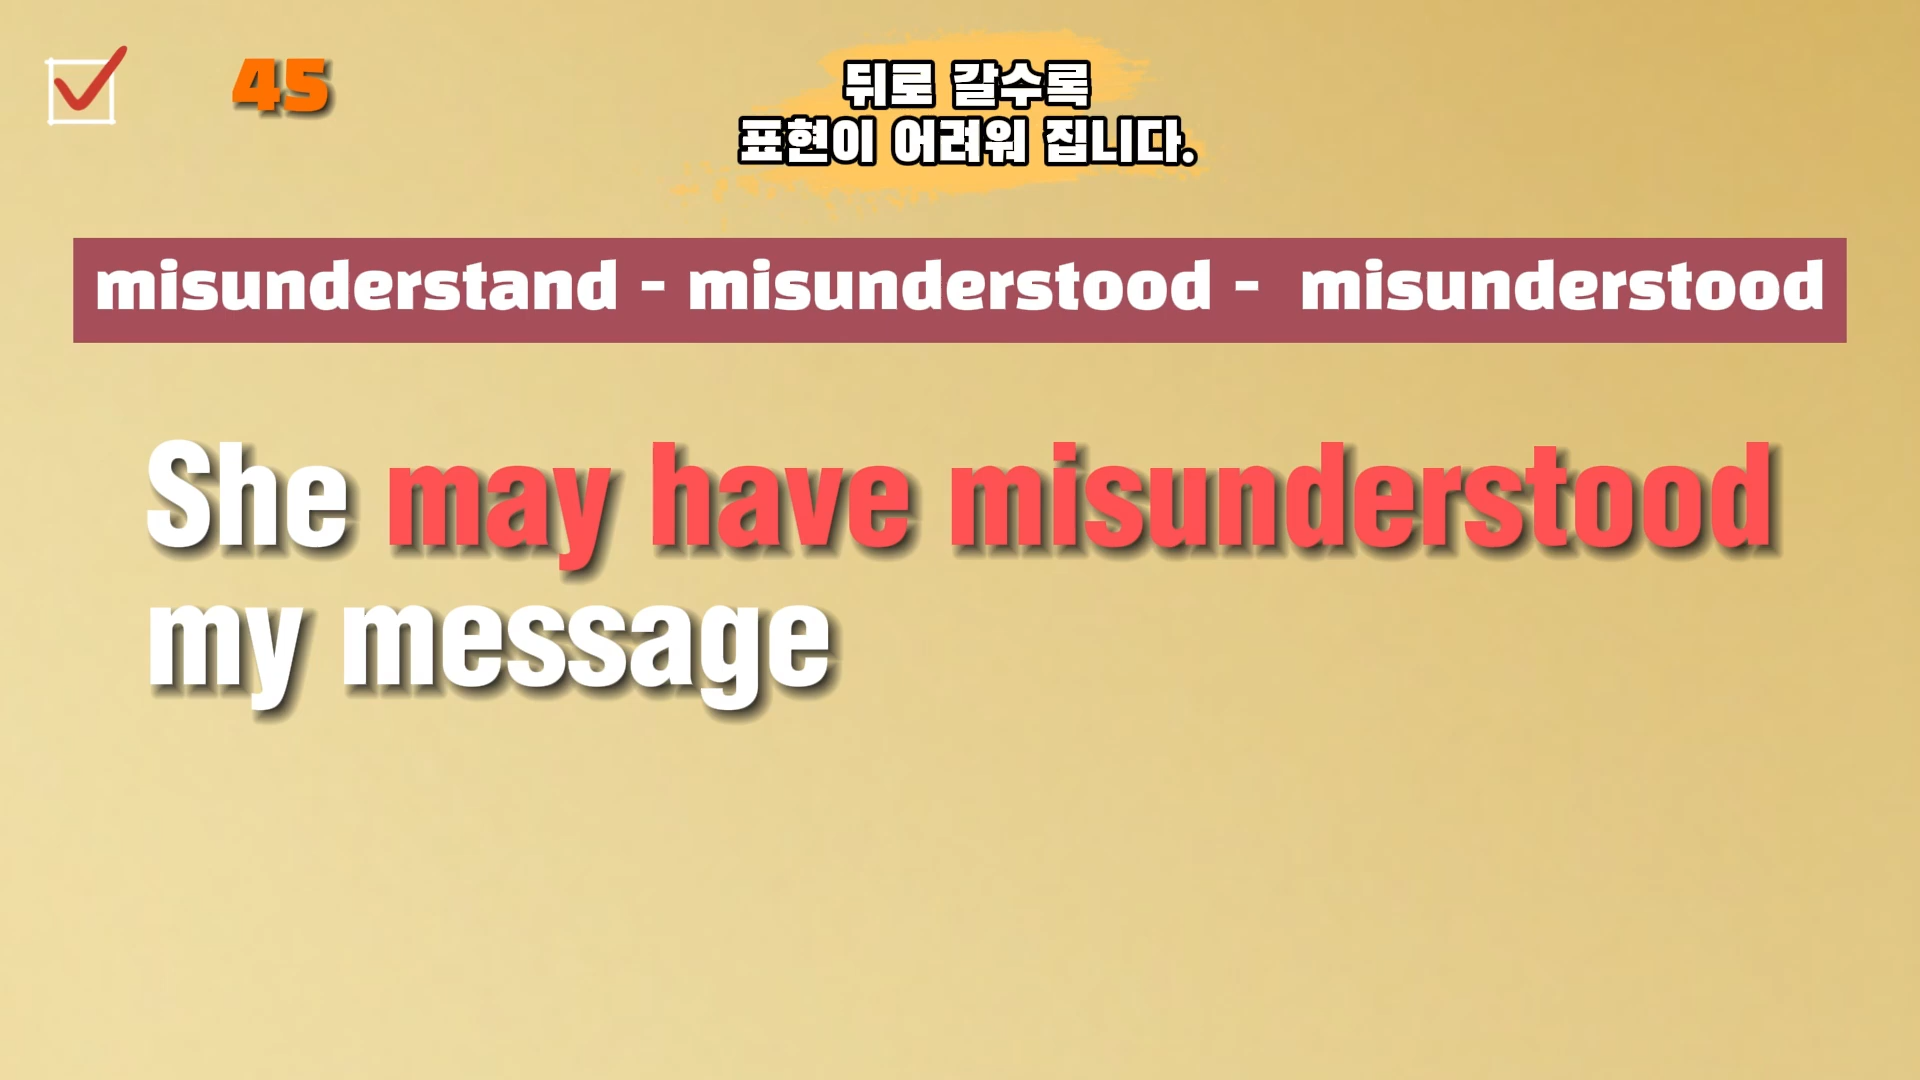 45
뒤로 갈수록
표현이 어려워 집니다.
misunderstand - misunderstood - misunderstood
She may have misunderstood
my message